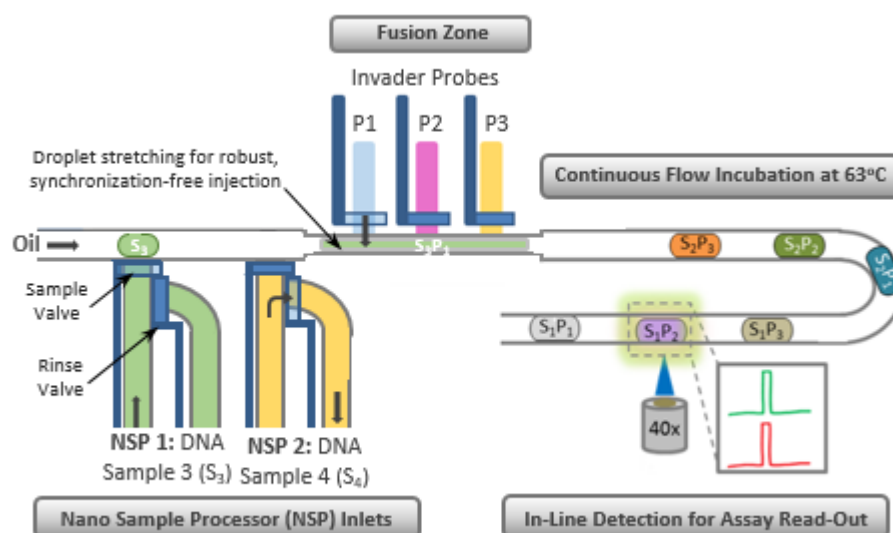 Fusion Zone
Invader Probes
P1 P2 P3
Droplet stretching for robust,
synchronization-free injection
Continuous Flow Incubation at 63°C
Oil
S₃
S₃P₁
S₂P₃
S₂P₂
S₂P₁
Sample
Valve
Rinse
Valve
S₁P₁
S₁P₂
S₁P₃
40x
NSP 1: DNA
Sample 3 (S₃)
NSP 2: DNA
Sample 4 (S₄)
Nano Sample Processor (NSP) Inlets
In-Line Detection for Assay Read-Out